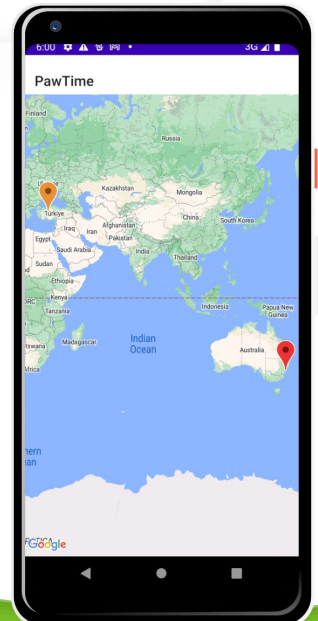 6:00
3G
PawTime
Finland
Russia
Kazakhstan
Mongolia
Türkiye
China
South Korea
Afghanistan
Iraq
Iran
Pakistan
Egypt
Saudi Arabia
India
Thailand
Sudan
Ethiopia
Kenya
DRC
Indonesia
Papua New
Guinea
Tanzania
Madagascar
Indian
Ocean
Australia
Google